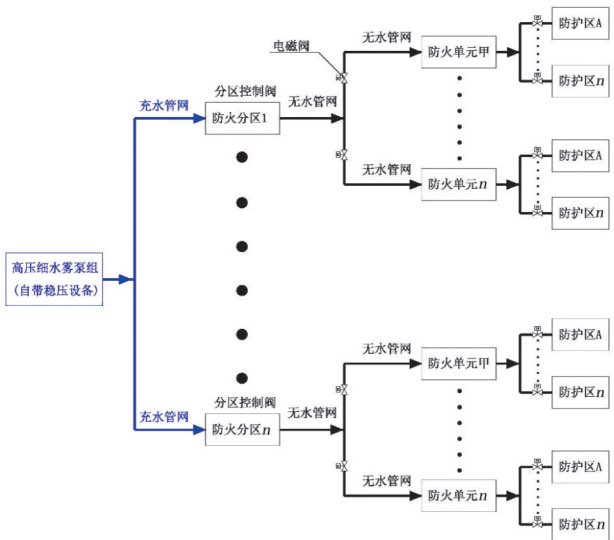 无水管网
防火单元甲
防护区A
电磁阀
防护区n
分区控制阀
充水管网
防火分区1
无水管网
无水管网
防火单元n
防护区A
防护区n
高压细水雾泵组
(自带稳压设备)
无水管网
防火单元甲
防护区A
防护区n
分区控制阀
充水管网
防火分区n
无水管网
无水管网
防火单元n
防护区A
防护区n